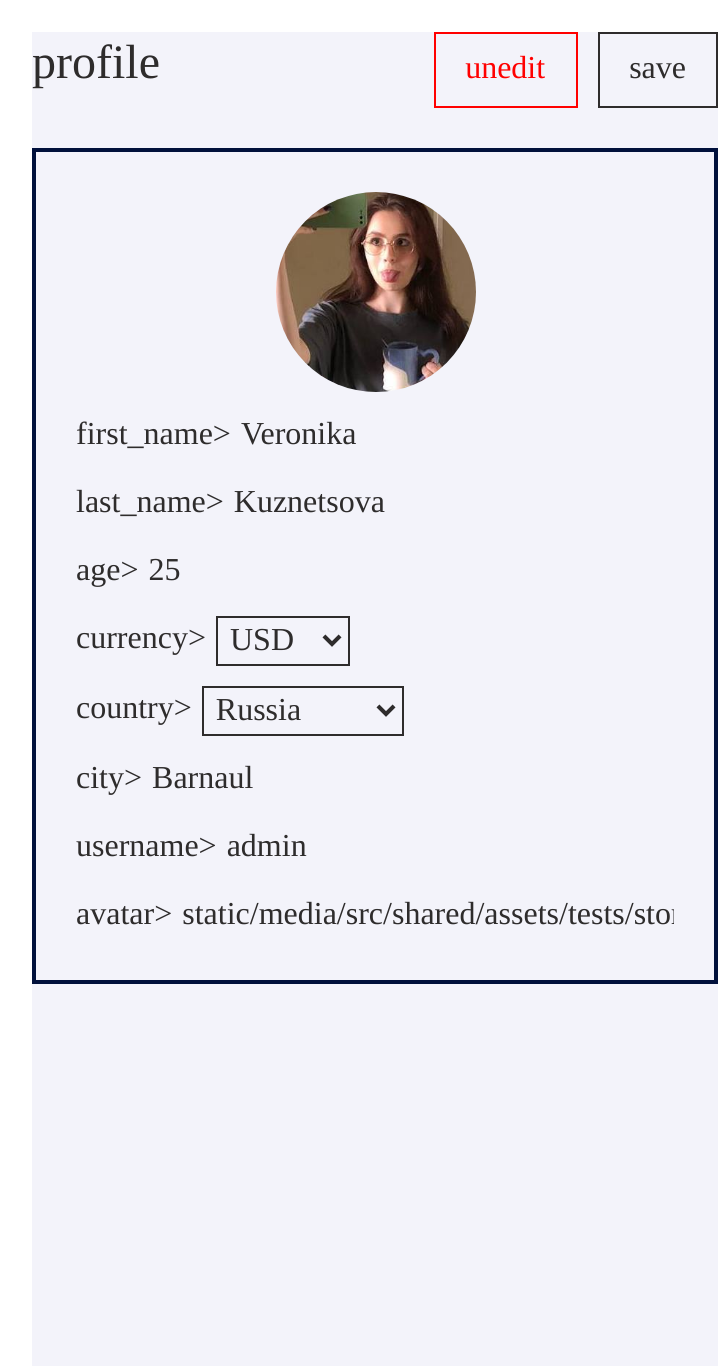 profile
unedit save
first_name> Veronika
last_name> Kuznetsova
age> 25
currency> USD
country> Russia
city> Barnaul
username> admin
avatar> static/media/src/shared/assets/tests/sto